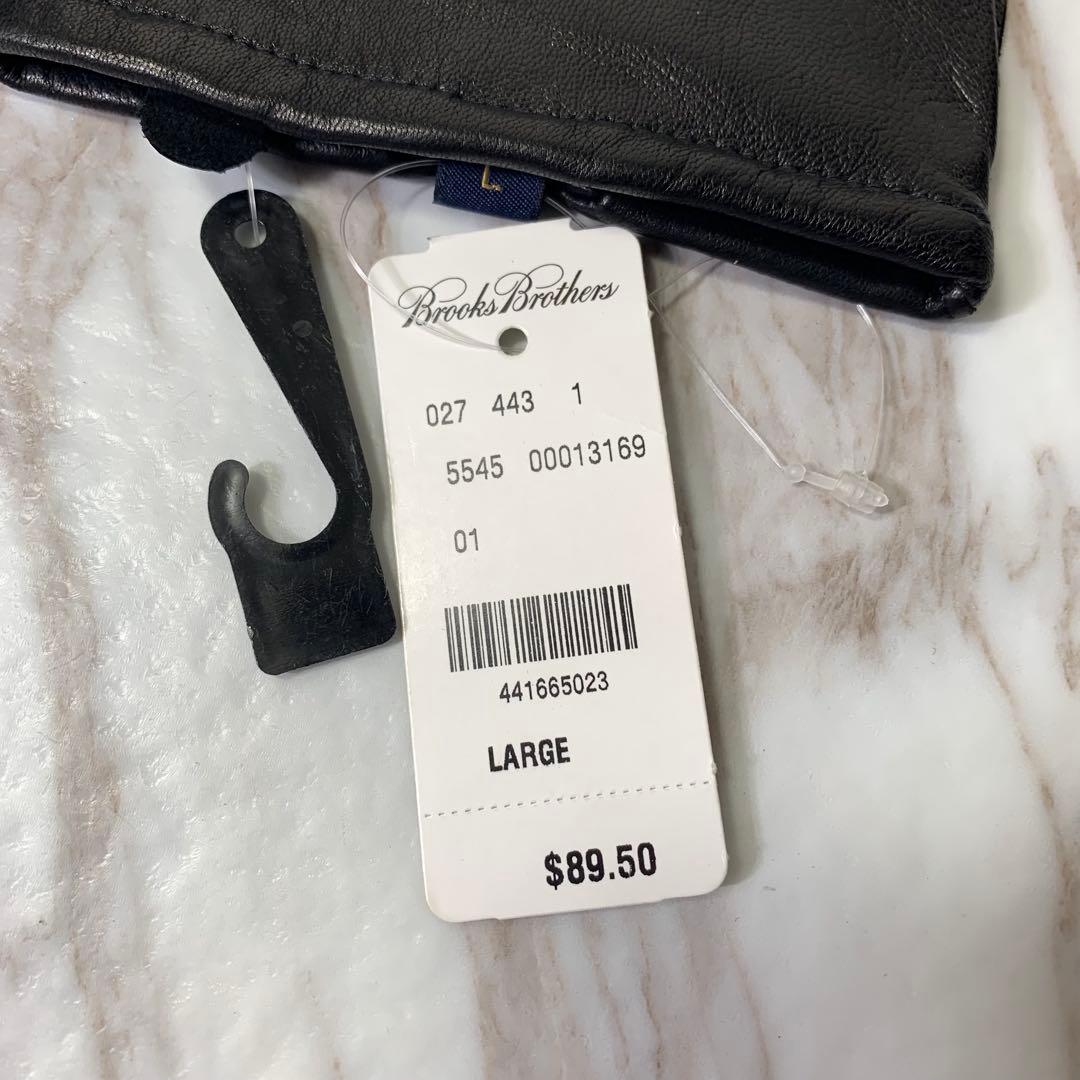 L
Brooks Brothers
027 443 1
5545 00013169
01
441665023
LARGE
$89.50